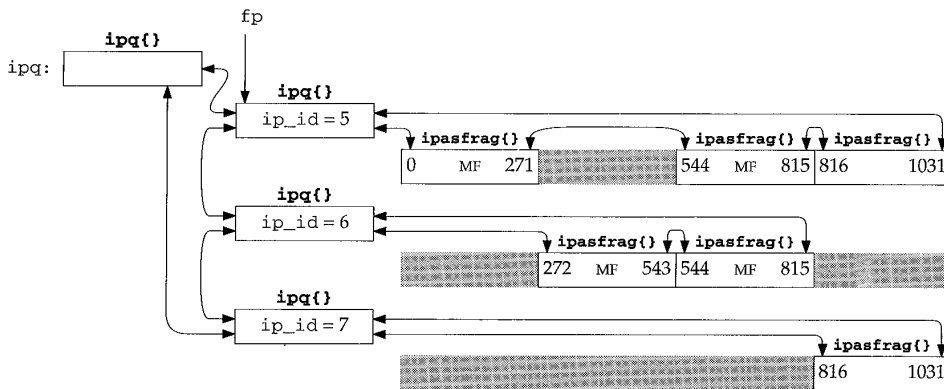 fp
ipq{}
ipq:
ipq{}
ip_id = 5
ipasfrag{} ipasfrag{} ipasfrag{}
0 MF 271 544 MF 815 816 1031
ipq{}
ip_id = 6
ipasfrag{} ipasfrag{}
272 MF 543 544 MF 815
ipq{}
ip_id = 7
ipasfrag{}
816 1031